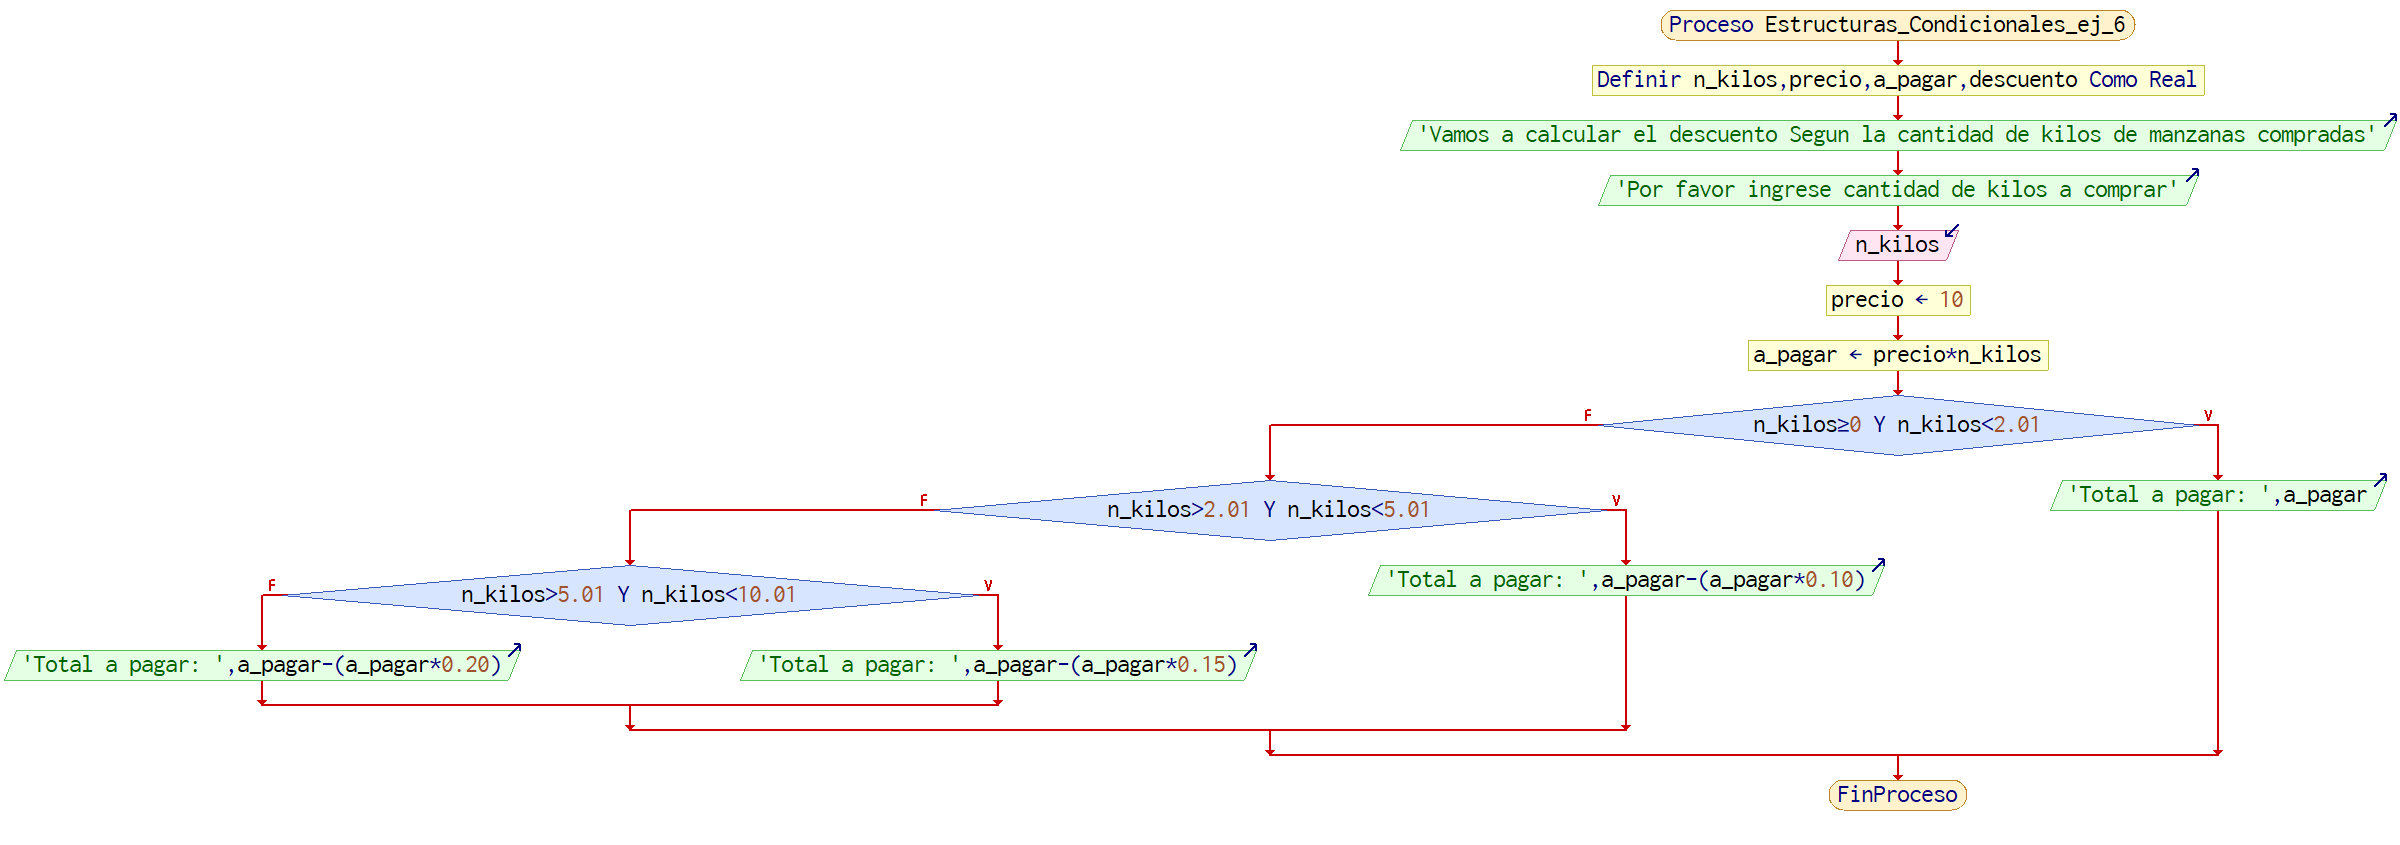 Proceso Estructuras_Condicionales_ej_6
Definir n_kilos,precio,a_pagar,descuento Como Real
'Vamos a calcular el descuento Segun la cantidad de kilos de manzanas compradas'
'Por favor ingrese cantidad de kilos a comprar'
n_kilos
precio ← 10
a_pagar ← precio*n_kilos
F
n_kilos≥0 Y n_kilos<2.01
V
F
n_kilos>2.01 Y n_kilos<5.01
V
'Total a pagar: ',a_pagar
F
n_kilos>5.01 Y n_kilos<10.01
V
'Total a pagar: ',a_pagar-(a_pagar*0.10)
'Total a pagar: ',a_pagar-(a_pagar*0.20)
'Total a pagar: ',a_pagar-(a_pagar*0.15)
FinProceso